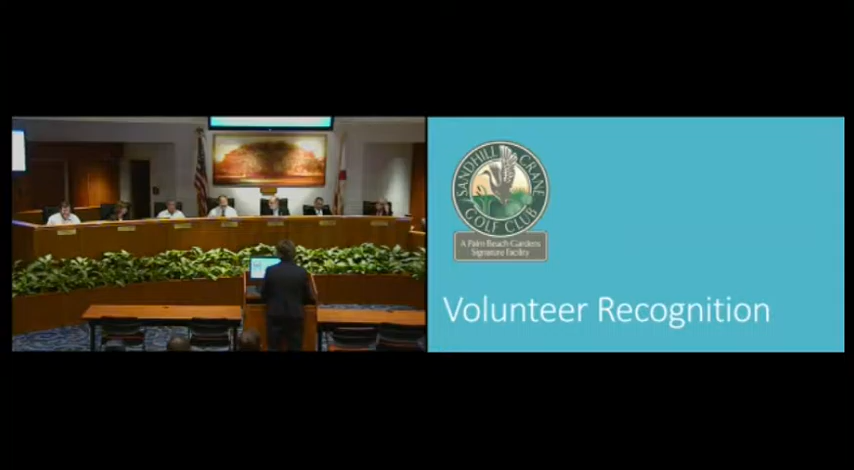 SANDHILL CRANE
GOLF CLUB
A Palm Beach Gardens
Signature Facility
Volunteer Recognition